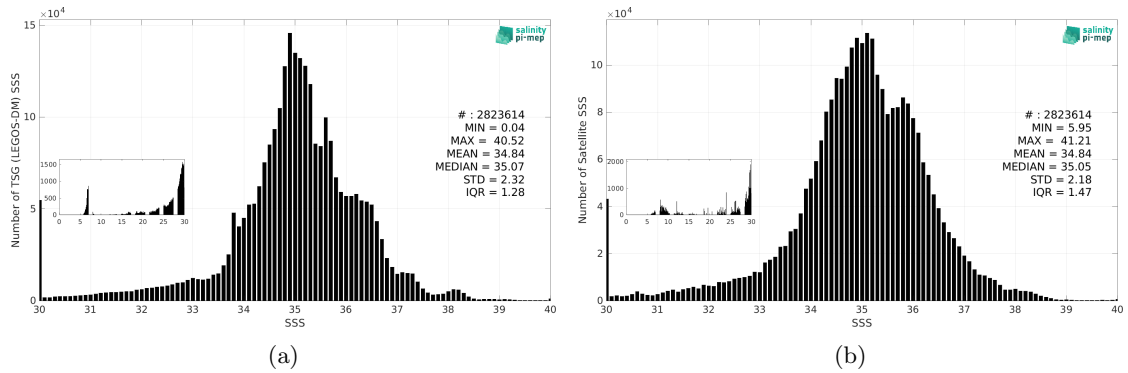 15 ×10⁴
10
5
0
30 31 32 33 34 35 36 37 38 39 40
SSS
Number of TSG (LEGOS-DM) SSS
salinity
pi-mep
# : 2823614
MIN = 0.04
MAX = 40.52
MEAN = 34.84
MEDIAN = 35.07
STD = 2.32
IQR = 1.28
1500
1000
500
0
0 5 10 15 20 25 30
(a)
×10⁴
10
8
6
4
2
0
30 31 32 33 34 35 36 37 38 39 40
SSS
Number of Satellite SSS
salinity
pi-mep
# : 2823614
MIN = 5.95
MAX = 41.21
MEAN = 34.84
MEDIAN = 35.05
STD = 2.18
IQR = 1.47
2000
1000
0
0 5 10 15 20 25 30
(b)